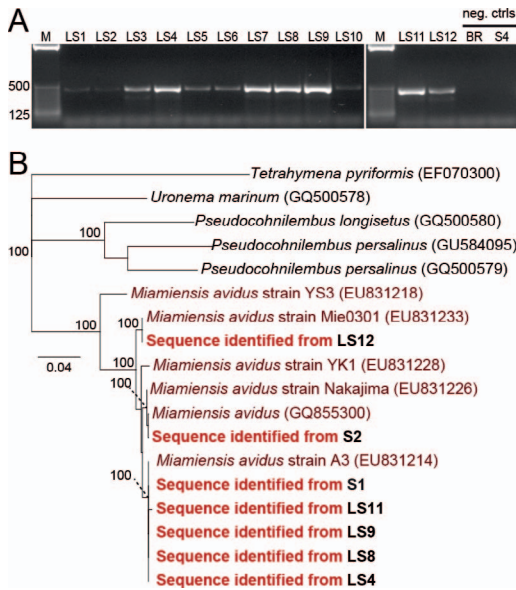 A
neg. ctrls
M LS1 LS2 LS3 LS4 LS5 LS6 LS7 LS8 LS9 LS10 M LS11 LS12 BR S4
500
125
B
Tetrahymena pyriformis (EF070300)
Uronema marinum (GQ500578)
100 Pseudocohnilembus longisetus (GQ500580)
Pseudocohnilembus persalinus (GU584095)
100
Pseudocohnilembus persalinus (GQ500579)
Miamiensis avidus strain YS3 (EU831218)
Miamiensis avidus strain Mie0301 (EU831233)
100 100
Sequence identified from LS12
0.04
100
Miamiensis avidus strain YK1 (EU831228)
100
Miamiensis avidus strain Nakajima (EU831226)
Miamiensis avidus (GQ855300)
Sequence identified from S2
Miamiensis avidus strain A3 (EU831214)
100
Sequence identified from S1
Sequence identified from LS11
Sequence identified from LS9
Sequence identified from LS8
Sequence identified from LS4